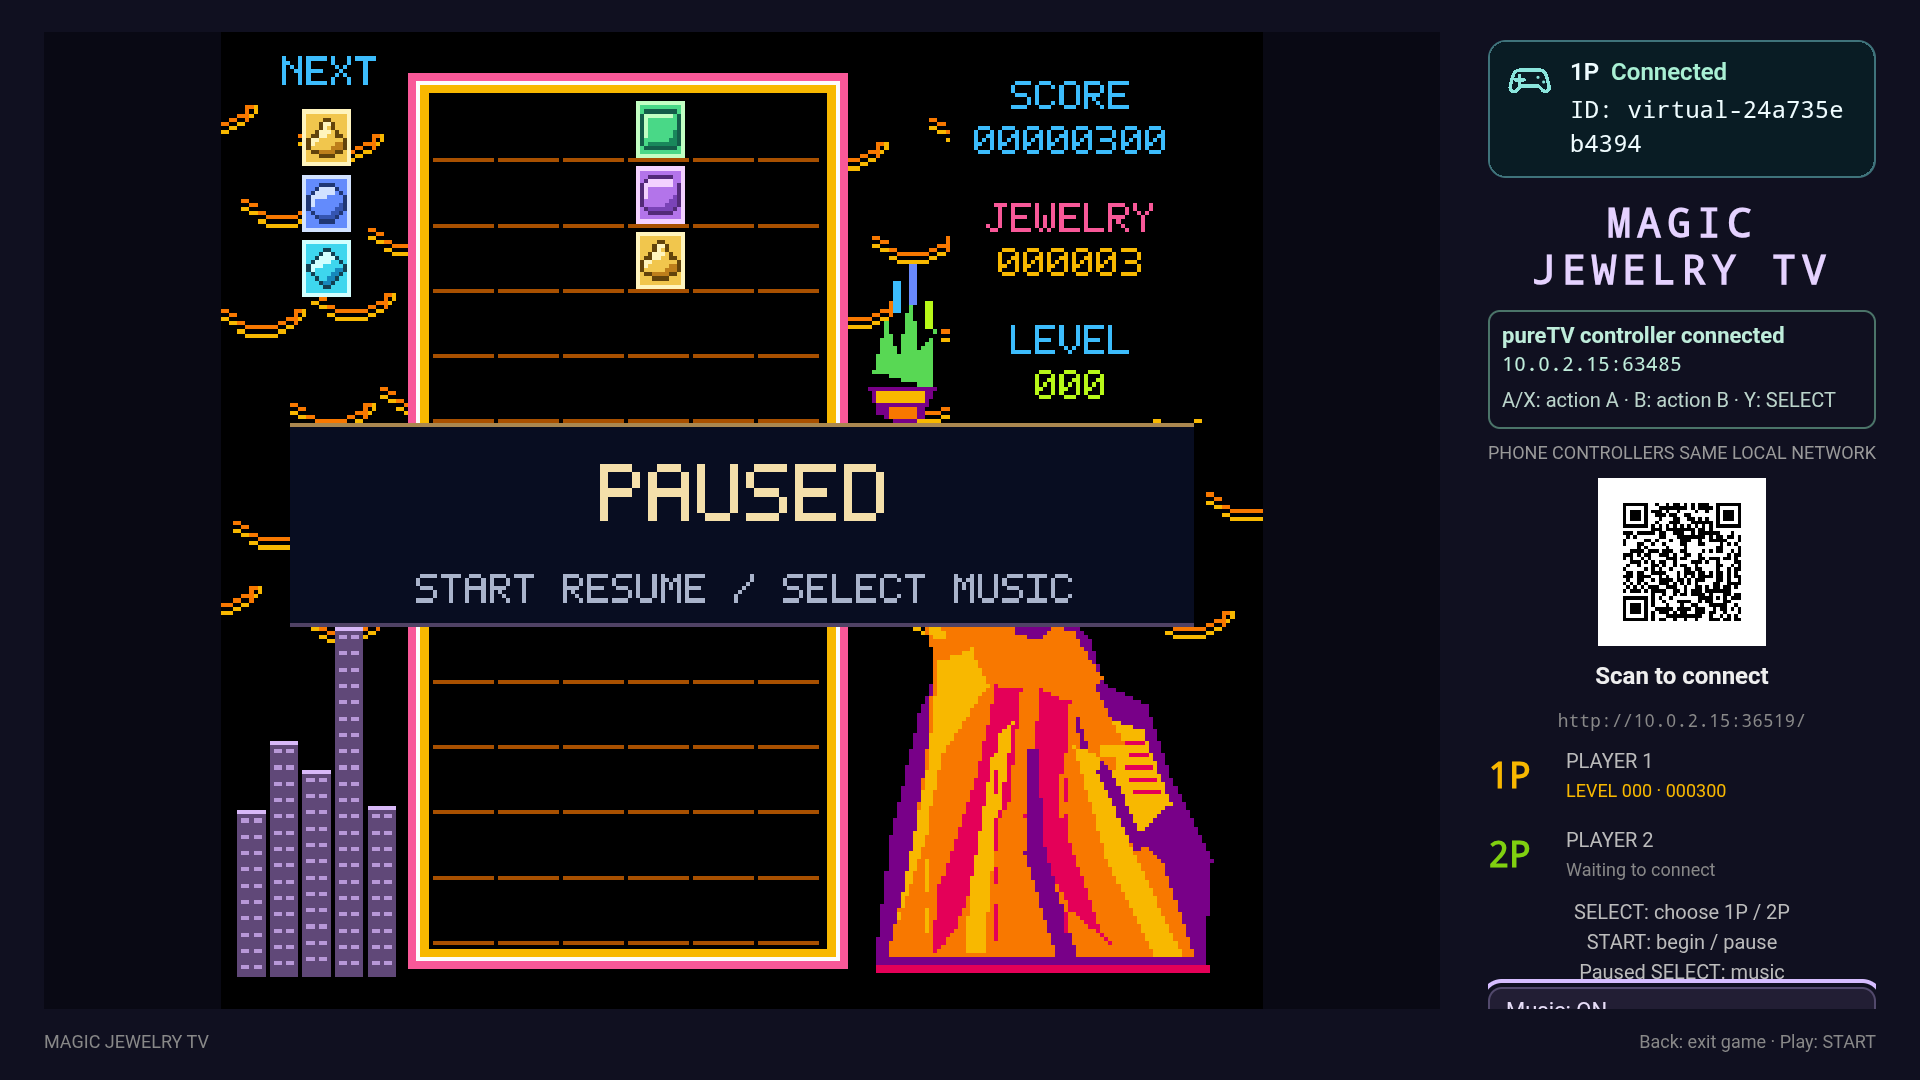 NEXT
SCORE
00000300
JEWELRY
000003
LEVEL
000
PAUSED
START RESUME / SELECT MUSIC
1P Connected
ID: virtual-24a735e
b4394
MAGIC
JEWELRY TV
pureTV controller connected
10.0.2.15:63485
A/X: action A · B: action B · Y: SELECT
PHONE CONTROLLERS SAME LOCAL NETWORK
Scan to connect
http://10.0.2.15:36519/
1P PLAYER 1
LEVEL 000 · 000300
2P PLAYER 2
Waiting to connect
SELECT: choose 1P / 2P
START: begin / pause
Paused SELECT: music
Music: ON
MAGIC JEWELRY TV
Back: exit game · Play: START